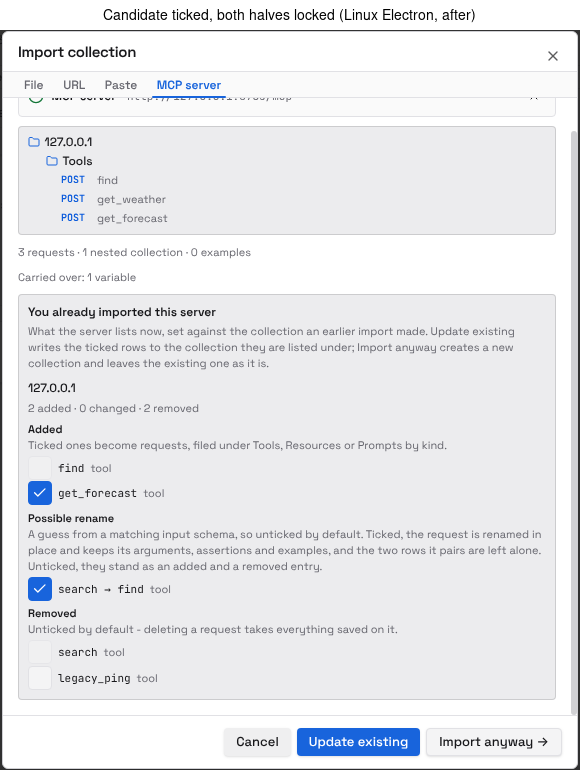 Candidate ticked, both halves locked (Linux Electron, after)
Import collection
File URL Paste MCP server
127.0.0.1
Tools
POST find
POST get_weather
POST get_forecast
3 requests · 1 nested collection · 0 examples
Carried over: 1 variable
You already imported this server
What the server lists now, set against the collection an earlier import made. Update existing
writes the ticked rows to the collection they are listed under; Import anyway creates a new
collection and leaves the existing one as it is.
127.0.0.1
2 added · 0 changed · 2 removed
Added
Ticked ones become requests, filed under Tools, Resources or Prompts by kind.
find tool
get_forecast tool
Possible rename
A guess from a matching input schema, so unticked by default. Ticked, the request is renamed in
place and keeps its arguments, assertions and examples, and the two rows it pairs are left alone.
Unticked, they stand as an added and a removed entry.
search → find tool
Removed
Unticked by default - deleting a request takes everything saved on it.
search tool
legacy_ping tool
Cancel Update existing Import anyway →